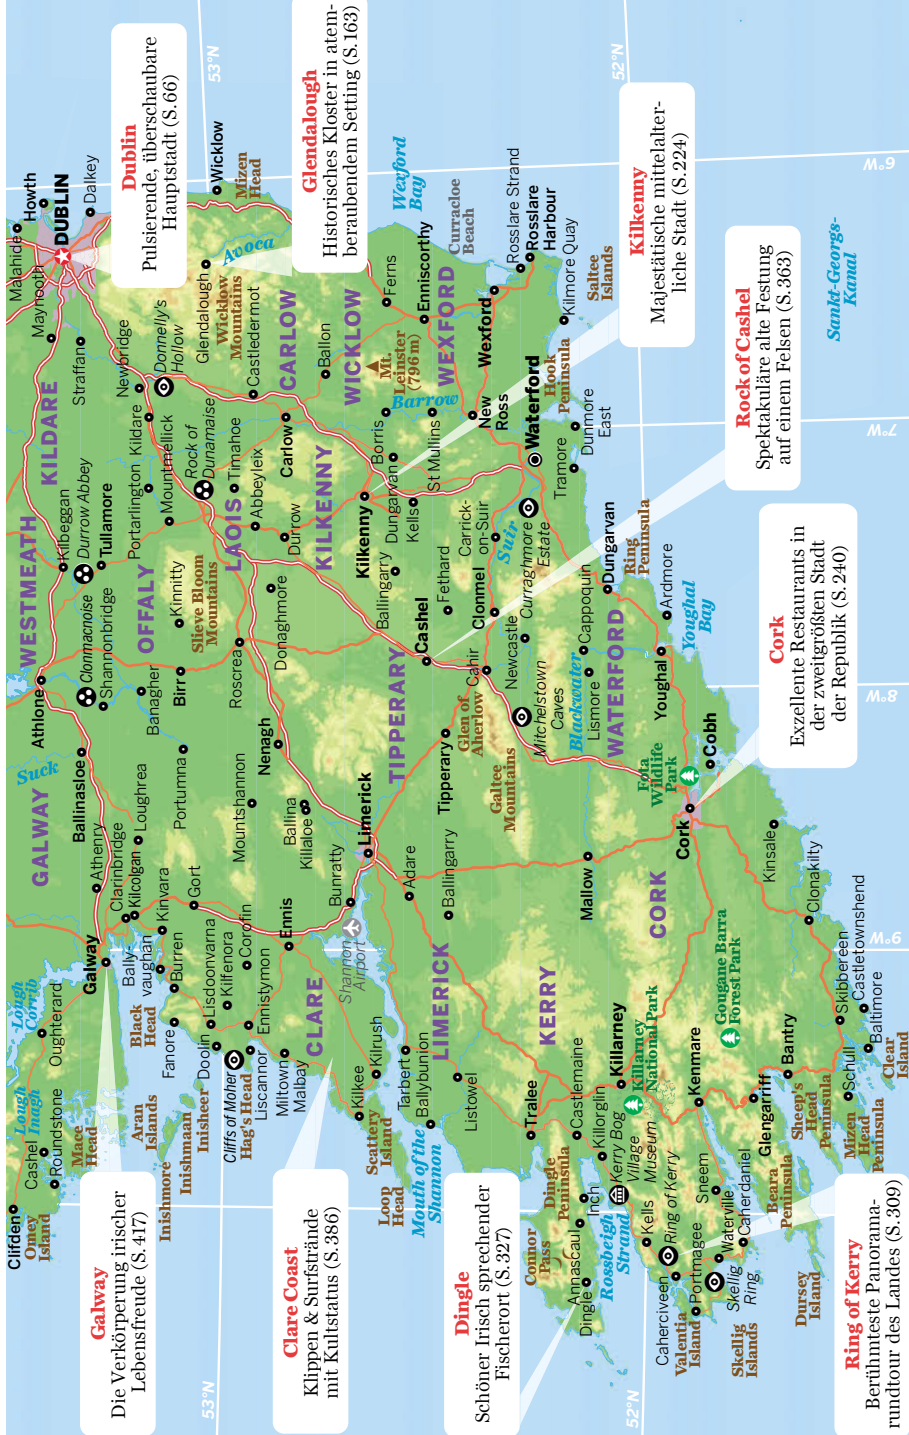 Clifden
Omey
Island
Cashel
Roundstone
Lough
Inagh
Lough
Corrib
Oughterard
Mace
Head
Galway
Die Verkörperung irischer
Lebensfreude (S. 417)
GALWAY
Suck
Ballinasloe
Athenry
Clarinbridge
Kilcolgan
Loughrea
Galway
Kinvara
Bally-
vaughan
Burren
Black
Head
Fanore
Aran
Islands
Inishmore
Inishmaan
Inisheer
Doolin
Lisdoonvarna
Kilfenora
Corofin
Gort
Portumna
Mountshannon
Cliffs of Moher
Hag's Head
Liscannor
Ennistymon
Ennis
Miltown
Malbay
CLARE
Clare Coast
Klippen & Surfstrände
mit Kultstatus (S. 386)
53°N
Kilkee
Kilrush
Scattery
Island
Loop
Head
Mouth of the
Shannon
Shannon
Airport
Bunratty
Limerick
Ballina
Killaloe
Nenagh
WESTMEATH
Athlone
Clonmacnoise
Shannonbridge
Kilbeggan
Durrow Abbey
Tullamore
OFFALY
Banagher
Birr
Kinnitty
Slieve Bloom
Mountains
Roscrea
Portarlington
Mountmellick
Kildare
KILDARE
Maynooth
Straffan
Newbridge
Donnelly's
Hollow
Malahide
Howth
DUBLIN
Dalkey
Dublin
Pulsierende, überschaubare
Hauptstadt (S. 66)
53°N
Rock of
Dunamaise
LAOIS
Timahoe
Abbeyleix
Durrow
Donaghmore
Glendalough
Wicklow
Mountains
Avoca
Wicklow
Mizen
Head
Castledermot
CARLOW
Carlow
Ballon
WICKLOW
Glendalough
Historisches Kloster in atem-
beraubendem Setting (S. 163)
KILKENNY
Kilkenny
Ballingarry
Dungarvan
Kells
Borris
St Mullins
Barrow
Mt.
Leinster
(796 m)
Ferns
Enniscorthy
WEXFORD
Wexford
Wexford
Bay
Curracloe
Beach
Rosslare Strand
Rosslare
Harbour
Kilmore Quay
Saltee
Islands
New
Ross
Waterford
Hook
Peninsula
Tramore
Dunmore
East
Kilkenny
Majestätische mittelalter-
liche Stadt (S. 224)
52°N
6°W
TIPPERARY
Cashel
Fethard
Carrick-
on-Suir
Suir
Clonmel
Curraghmore
Estate
Newcastle
Cahir
Tipperary
Glen of
Aherlow
Galtee
Mountains
Mitchelstown
Caves
Blackwater
Lismore
Cappoquin
WATERFORD
Dungarvan
Ring
Peninsula
Ardmore
Youghal
Youghal
Bay
Rock of Cashel
Spektakuläre alte Festung
auf einem Felsen (S. 363)
7°W
Sankt-Georgs-
Kanal
LIMERICK
Adare
Ballingarry
Tarbert
Ballybunion
Listowel
KERRY
Tralee
Castlemaine
Killorglin
Killarney
Killarney
National Park
Kerry Bog
Village
Museum
Connor
Pass
Dingle
Peninsula
Inch
Annascaul
Dingle
Rossbeigh
Strand
Dingle
Schöner Irisch sprechender
Fischerort (S. 327)
52°N
Kells
Ring of Kerry
Caherciveen
Portmagee
Valentia
Island
Waterville
Sneem
Caherdaniel
Skellig
Ring
Skellig
Islands
Kenmare
Beara
Peninsula
Dursey
Island
Glengarriff
Bantry
Sheep's
Head
Peninsula
Mizen
Head
Peninsula
Schull
Skibbereen
Castletownshend
Baltimore
Clear
Island
Gougane Barra
Forest Park
CORK
Mallow
Cork
Fota
Wildlife
Park
Cobh
Kinsale
Clonakilty
Cork
Exzellente Restaurants in
der zweitgrößten Stadt
der Republik (S. 240)
8°W
9°W
Ring of Kerry
Berühmteste Panorama-
rundtour des Landes (S. 309)